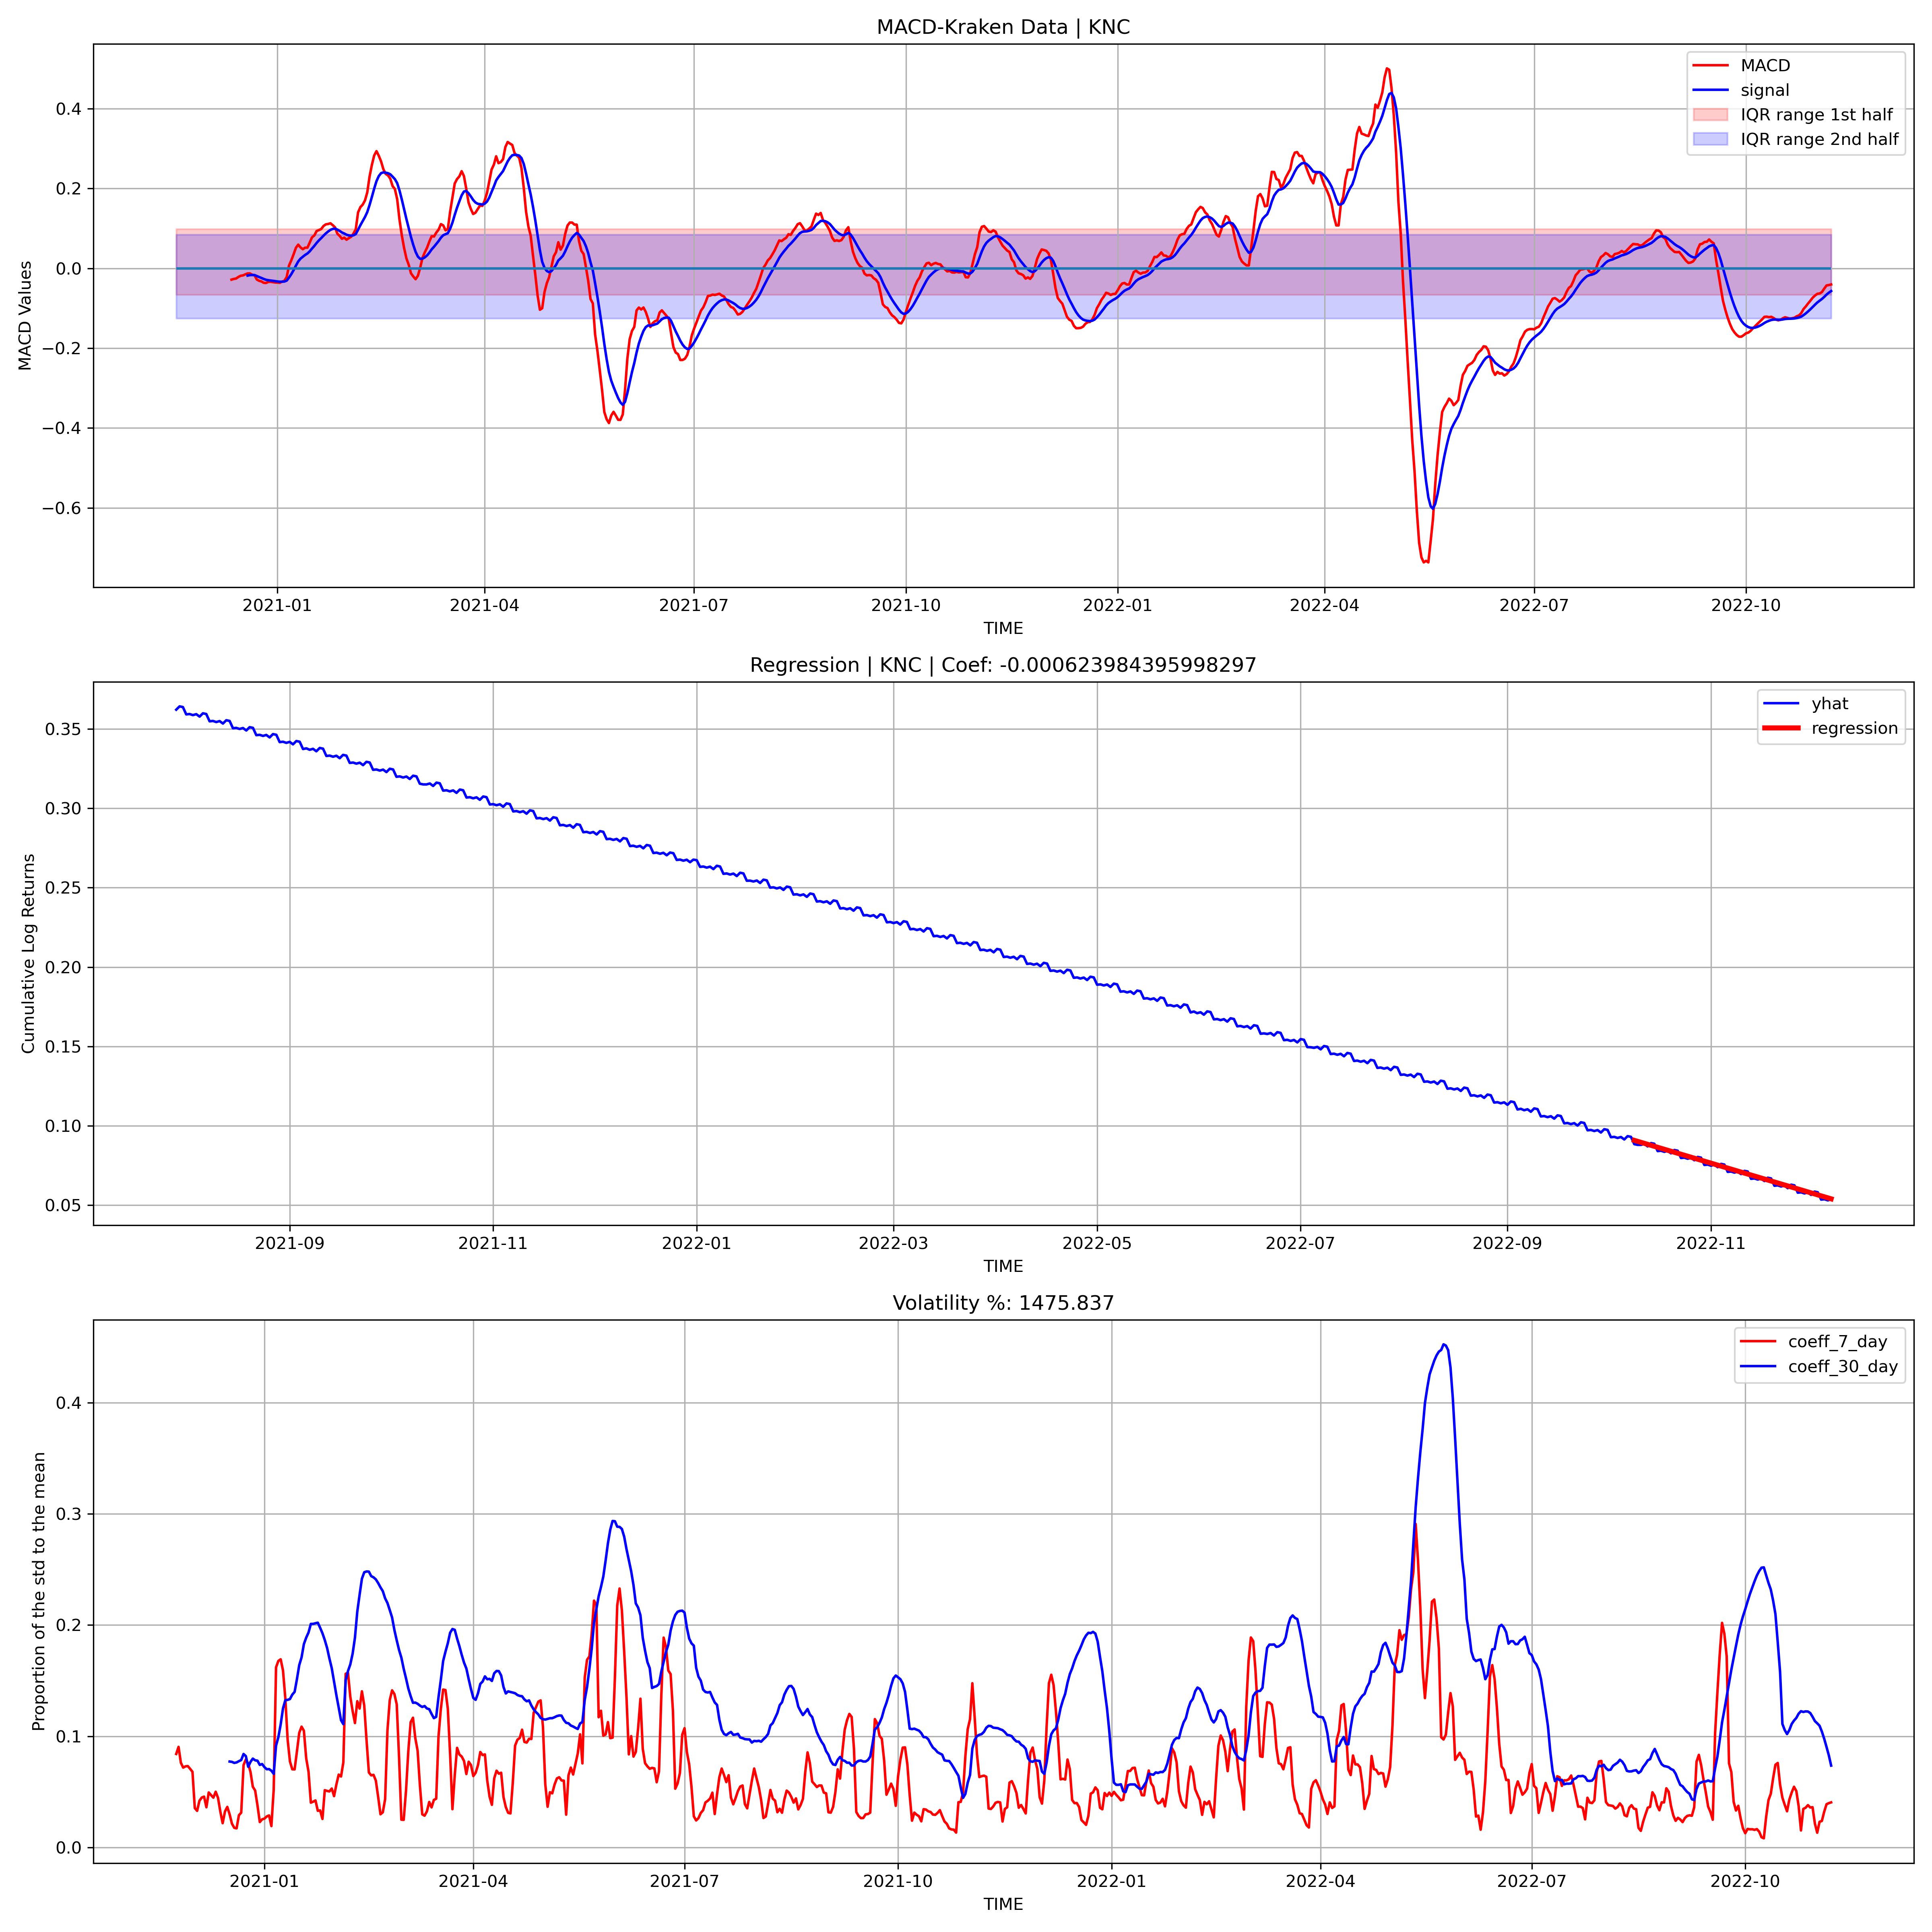 MACD-Kraken Data | KNC
MACD
signal
IQR range 1st half
IQR range 2nd half
MACD Values
0.4
0.2
0.0
−0.2
−0.4
−0.6
2021-01 2021-04 2021-07 2021-10 2022-01 2022-04 2022-07 2022-10
TIME
Regression | KNC | Coef: -0.000623984395998297
yhat
regression
Cumulative Log Returns
0.35
0.30
0.25
0.20
0.15
0.10
0.05
2021-09 2021-11 2022-01 2022-03 2022-05 2022-07 2022-09 2022-11
TIME
Volatility %: 1475.837
coeff_7_day
coeff_30_day
Proportion of the std to the mean
0.4
0.3
0.2
0.1
0.0
2021-01 2021-04 2021-07 2021-10 2022-01 2022-04 2022-07 2022-10
TIME